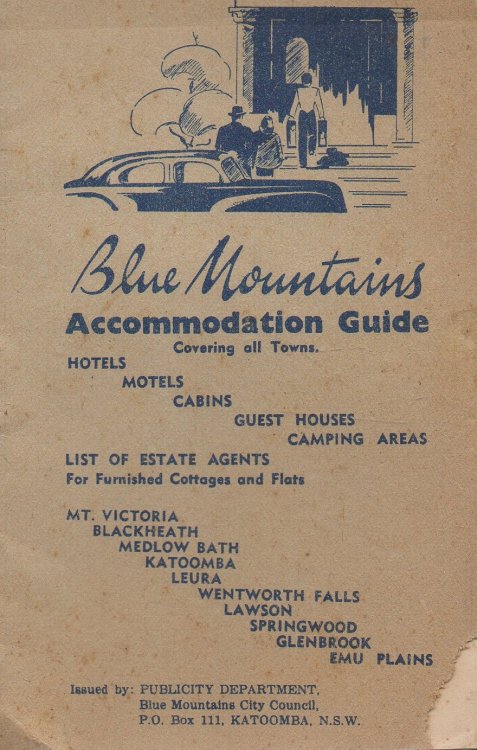 Blue Mountains
Accommodation Guide
Covering all Towns.
HOTELS
MOTELS
CABINS
GUEST HOUSES
CAMPING AREAS
LIST OF ESTATE AGENTS
For Furnished Cottages and Flats
MT. VICTORIA
BLACKHEATH
MEDLOW BATH
KATOOMBA
LEURA
WENTWORTH FALLS
LAWSON
SPRINGWOOD
GLENBROOK
EMU PLAINS
Issued by: PUBLICITY DEPARTMENT,
Blue Mountains City Council,
P.O. Box 111, KATOOMBA, N.S.W.